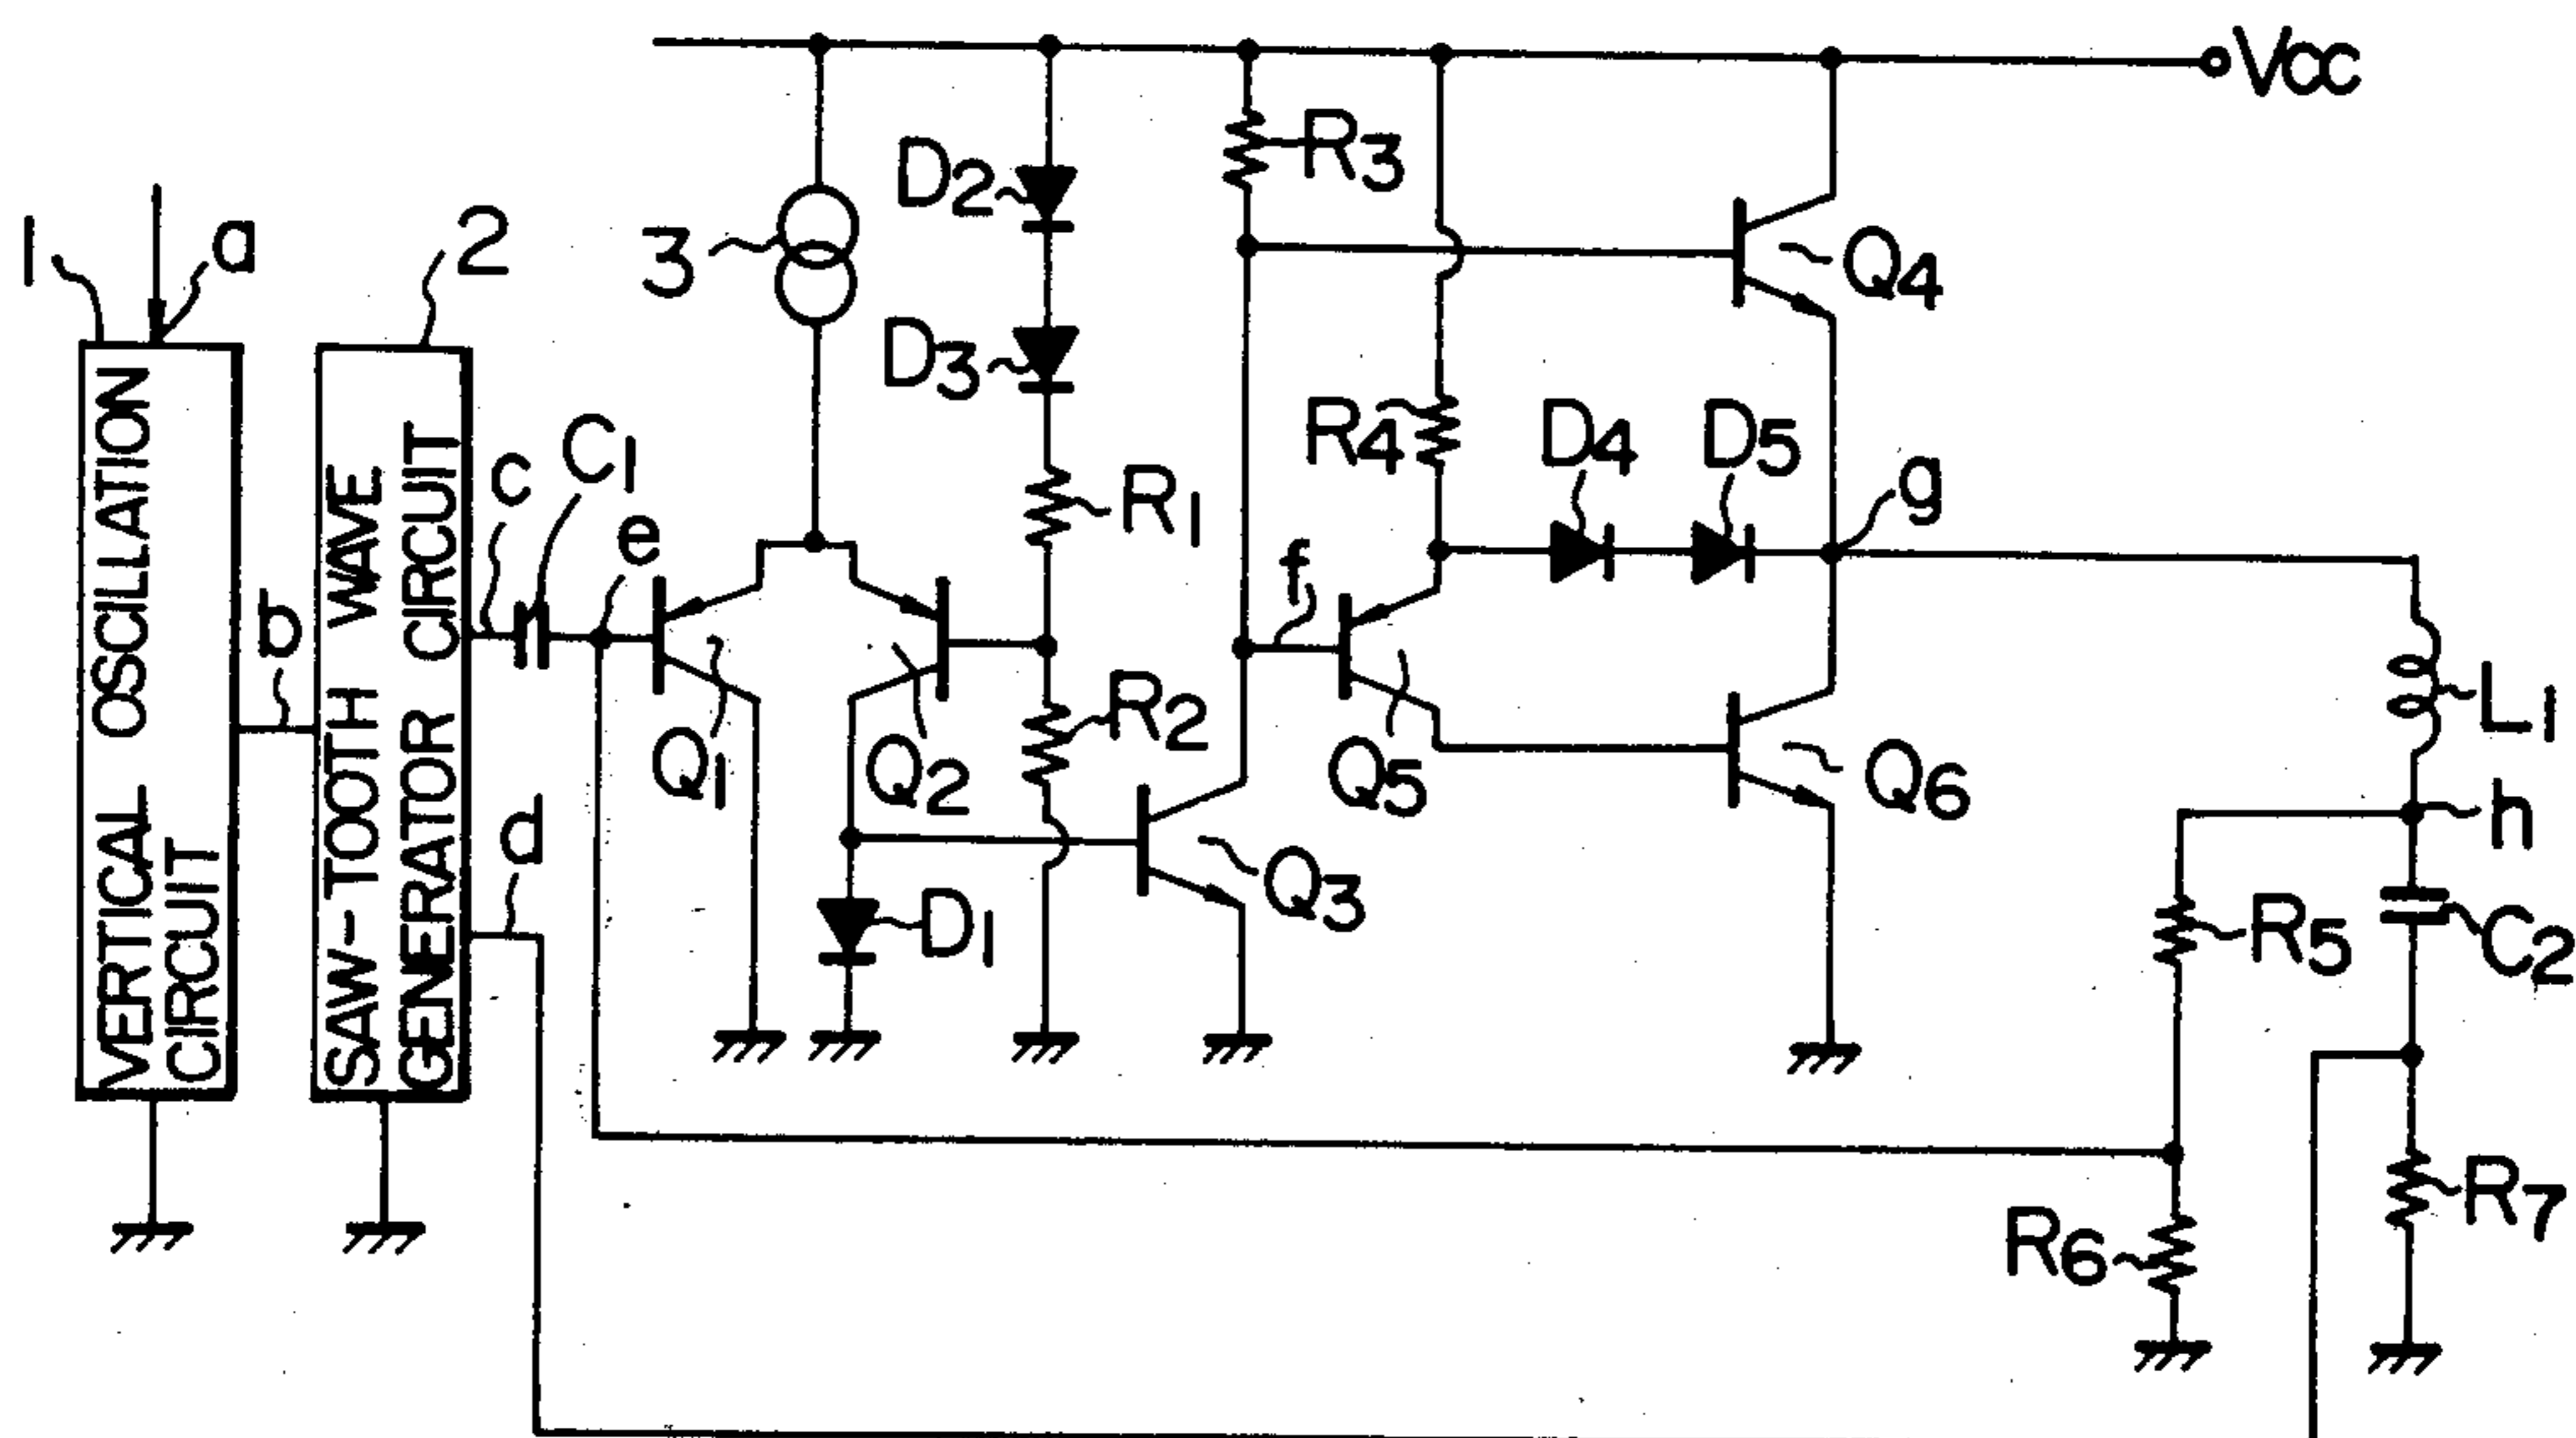 Vcc
R3
D2
1
a
2
3
Q4
D3
VERTICAL OSCILLATION
CIRCUIT
SAW-TOOTH WAVE
GENERATOR CIRCUIT
C1
c
e
R1
R4
D4
D5
g
f
b
d
Q1
Q2
R2
Q5
Q6
L1
h
D1
Q3
R5
C2
R6
R7